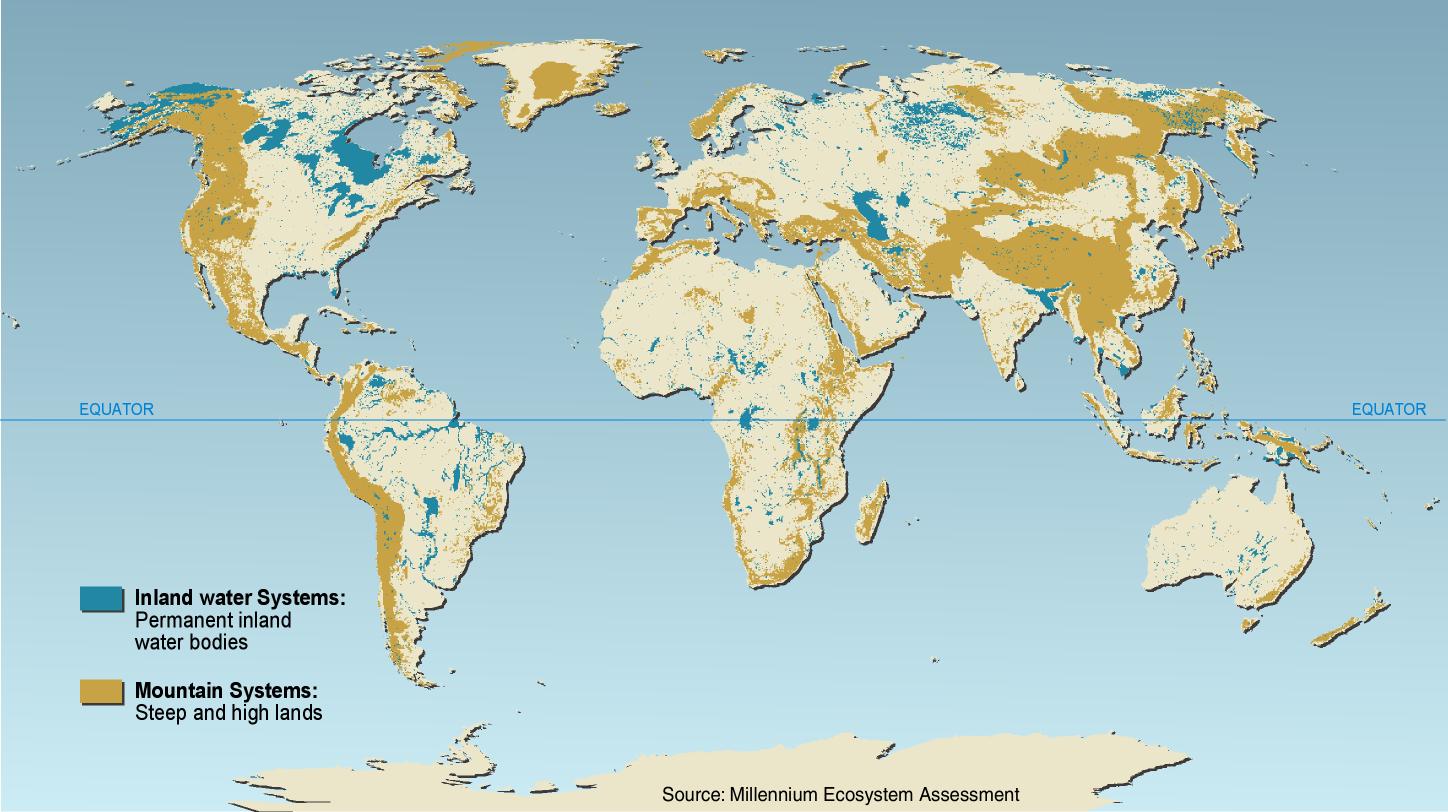 EQUATOR
EQUATOR
Inland water Systems:
Permanent inland
water bodies
Mountain Systems:
Steep and high lands
Source: Millennium Ecosystem Assessment